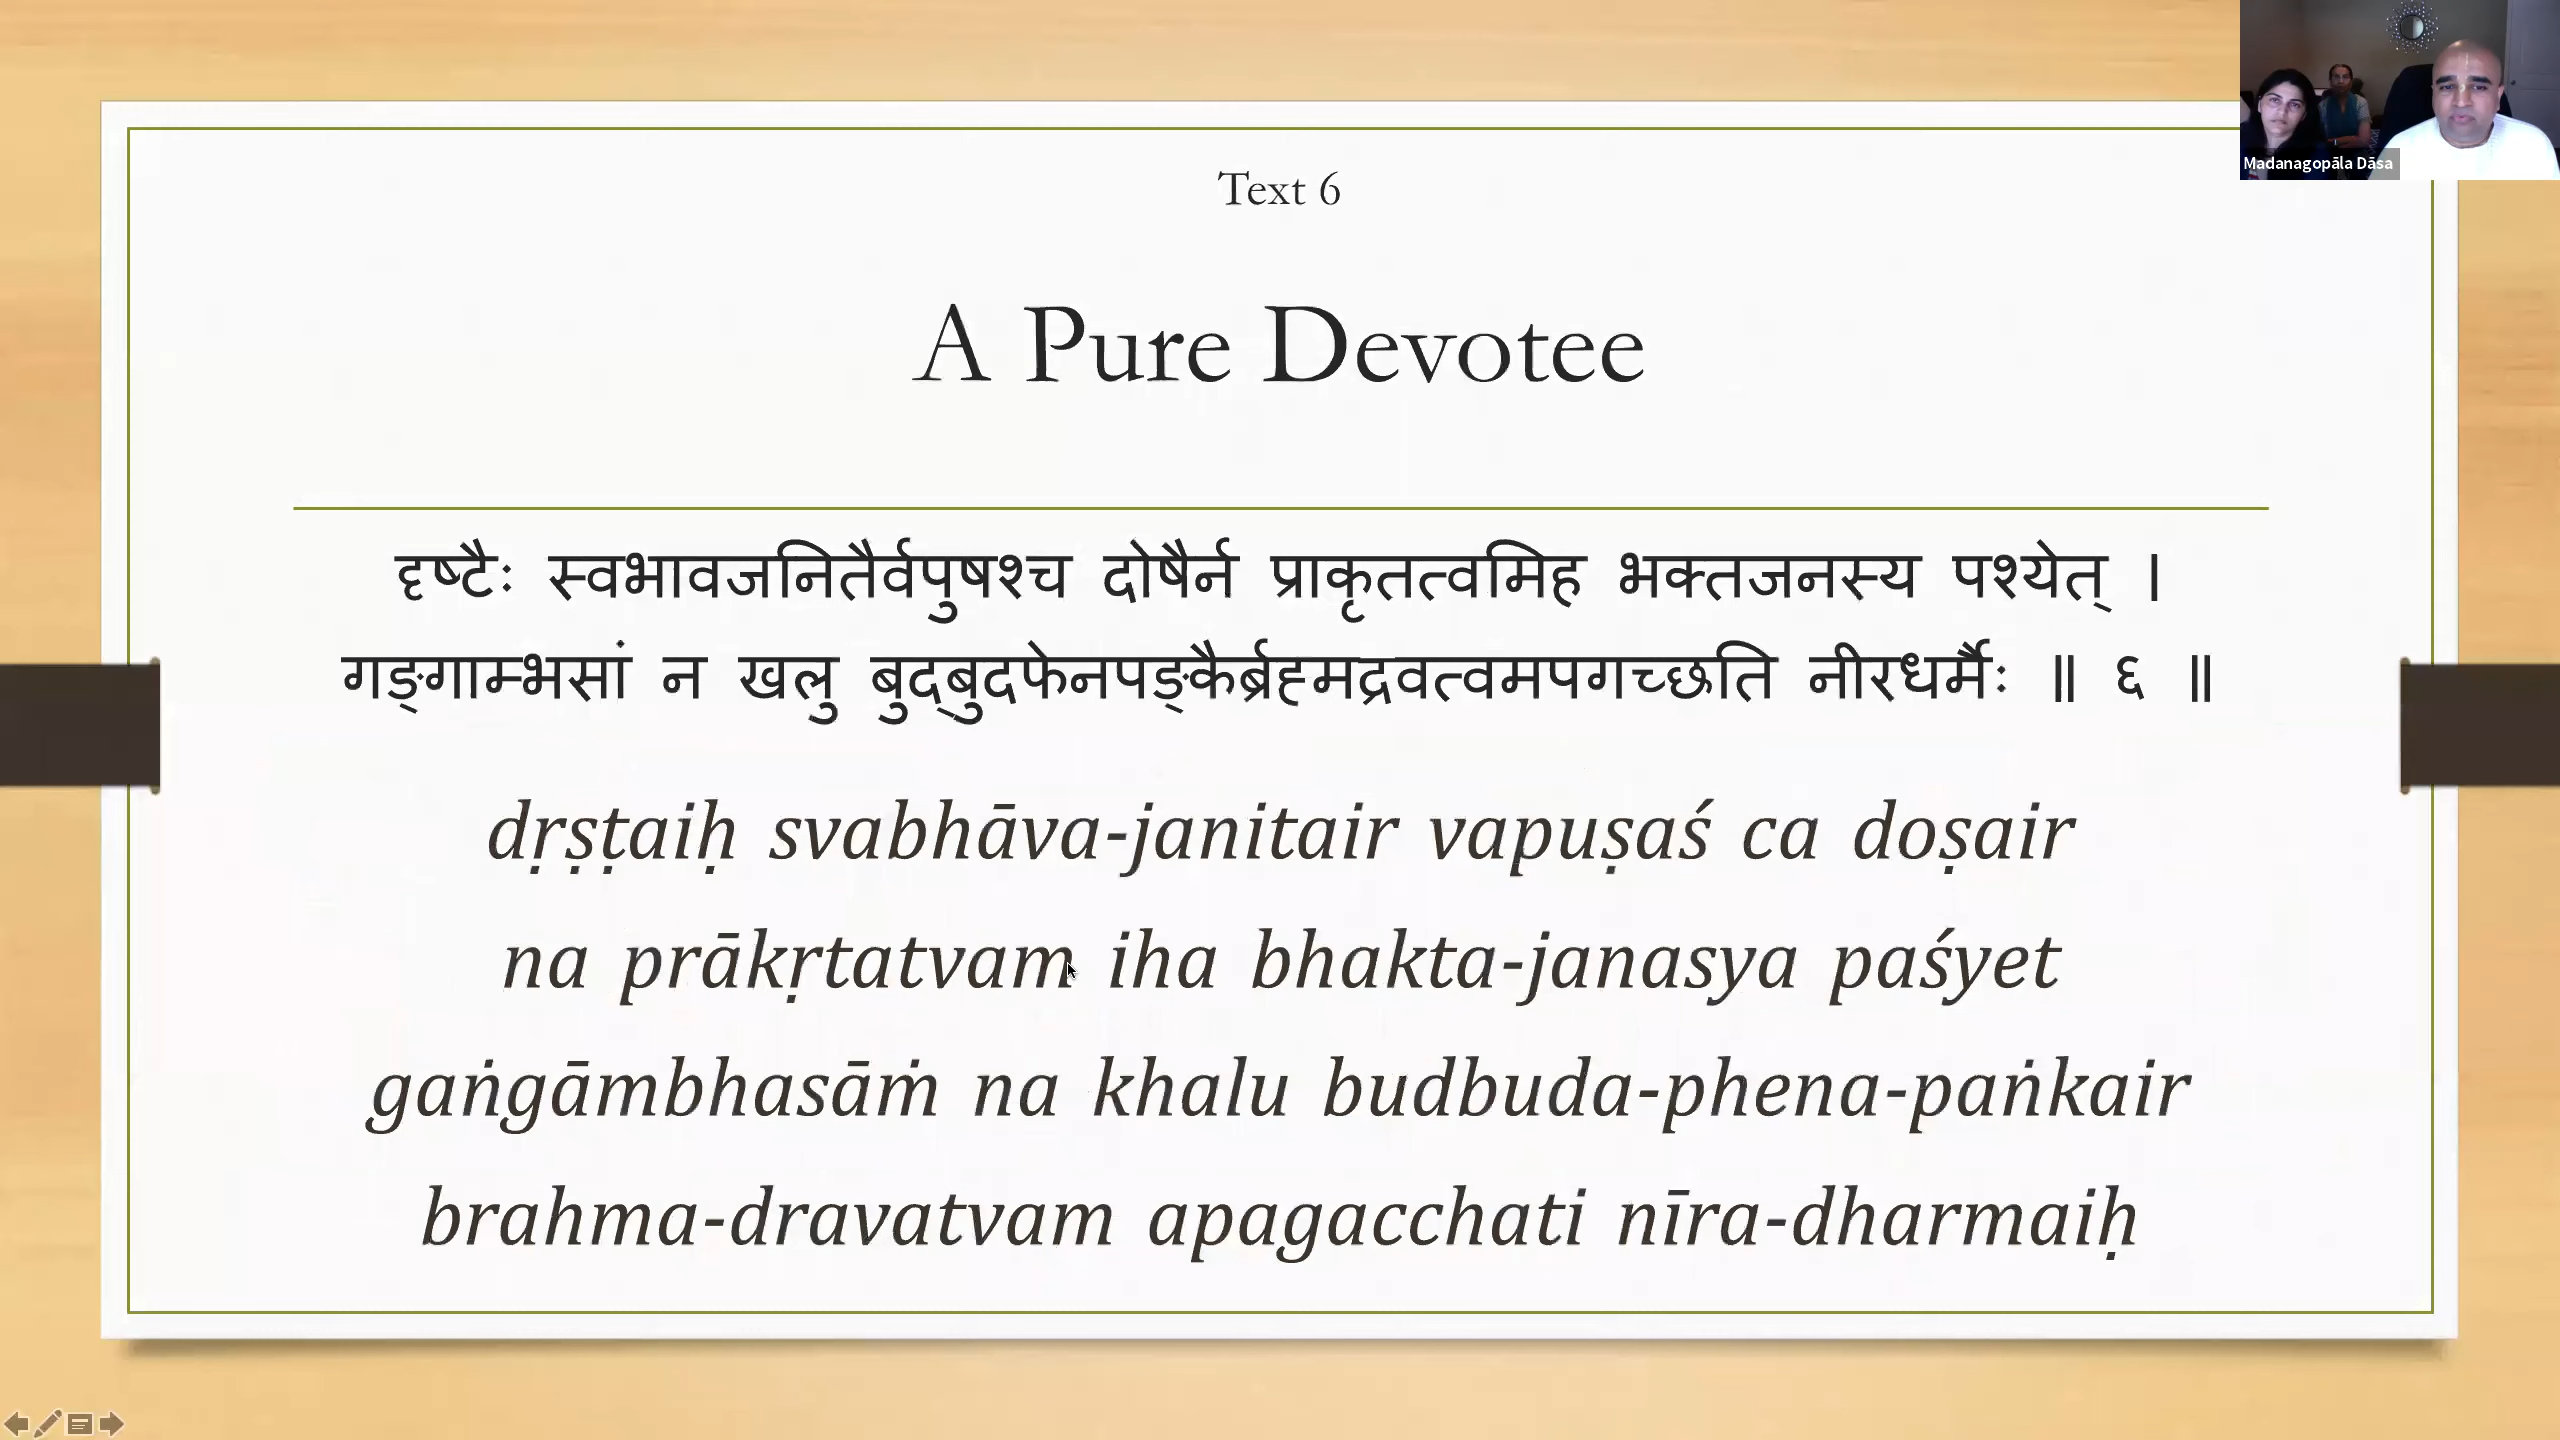 Madanagopāla Dāsa
Text 6
A Pure Devotee
दृष्टैः स्वभावजनितैर्वपुषश्च दोषैर्न प्राकृतत्वमिह भक्तजनस्य पश्येत् ।
गङ्गाम्भसां न खलु बुद्बुदफेनपङ्कैर्ब्रह्मद्रवत्वमपगच्छति नीरधर्मैः ॥ ६ ॥
dṛṣṭaiḥ svabhāva-janitair vapuṣaś ca doṣair
na prākṛtatvam iha bhakta-janasya paśyet
gaṅgāmbhasāṁ na khalu budbuda-phena-paṅkair
brahma-dravatvam apagacchati nīra-dharmaiḥ